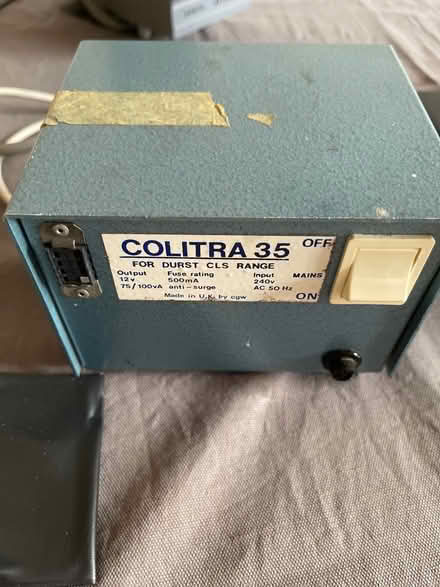 COLITRA 35
FOR DURST CLS RANGE
Output Fuse rating Input MAINS
12v 500mA 240v
75/100vA anti-surge AC 50 Hz
Made in U.K. by cgw
OFF
ON